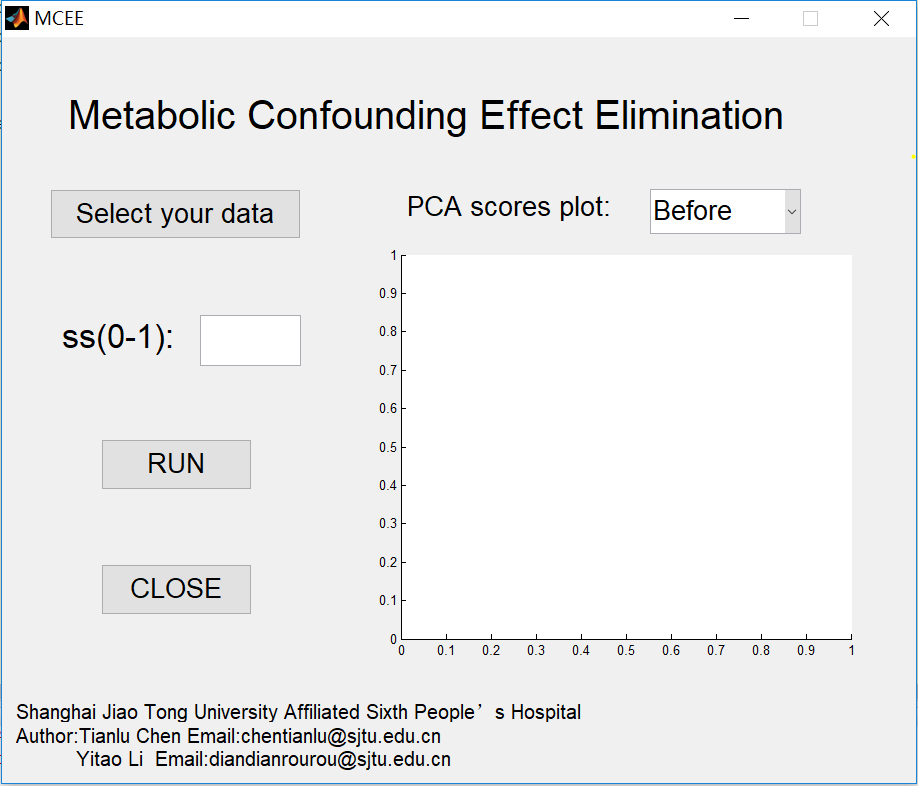 MCEE
Metabolic Confounding Effect Elimination
Select your data
PCA scores plot:
Before
ss(0-1):
RUN
CLOSE
1
0.9
0.8
0.7
0.6
0.5
0.4
0.3
0.2
0.1
0
0 0.1 0.2 0.3 0.4 0.5 0.6 0.7 0.8 0.9 1
Shanghai Jiao Tong University Affiliated Sixth People’s Hospital
Author:Tianlu Chen Email:chentianlu@sjtu.edu.cn
Yitao Li Email:diandianrourou@sjtu.edu.cn